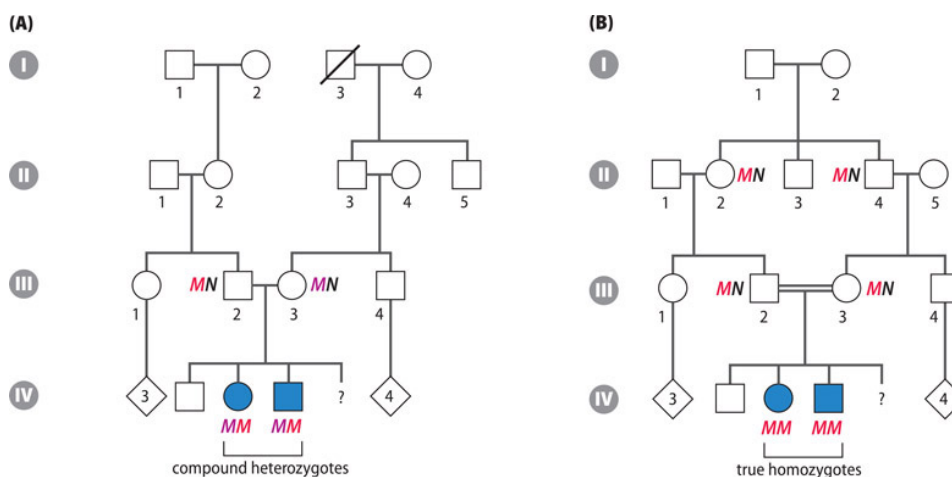 (A)
I
1 2 3 4
II
1 2 3 4 5
III
MN MN
1 2 3 4
IV
3 ? 4
MM MM
compound heterozygotes
(B)
I
1 2
II
MN MN
1 2 3 4 5
III
MN MN
1 2 3 4
IV
3 ? 4
MM MM
true homozygotes